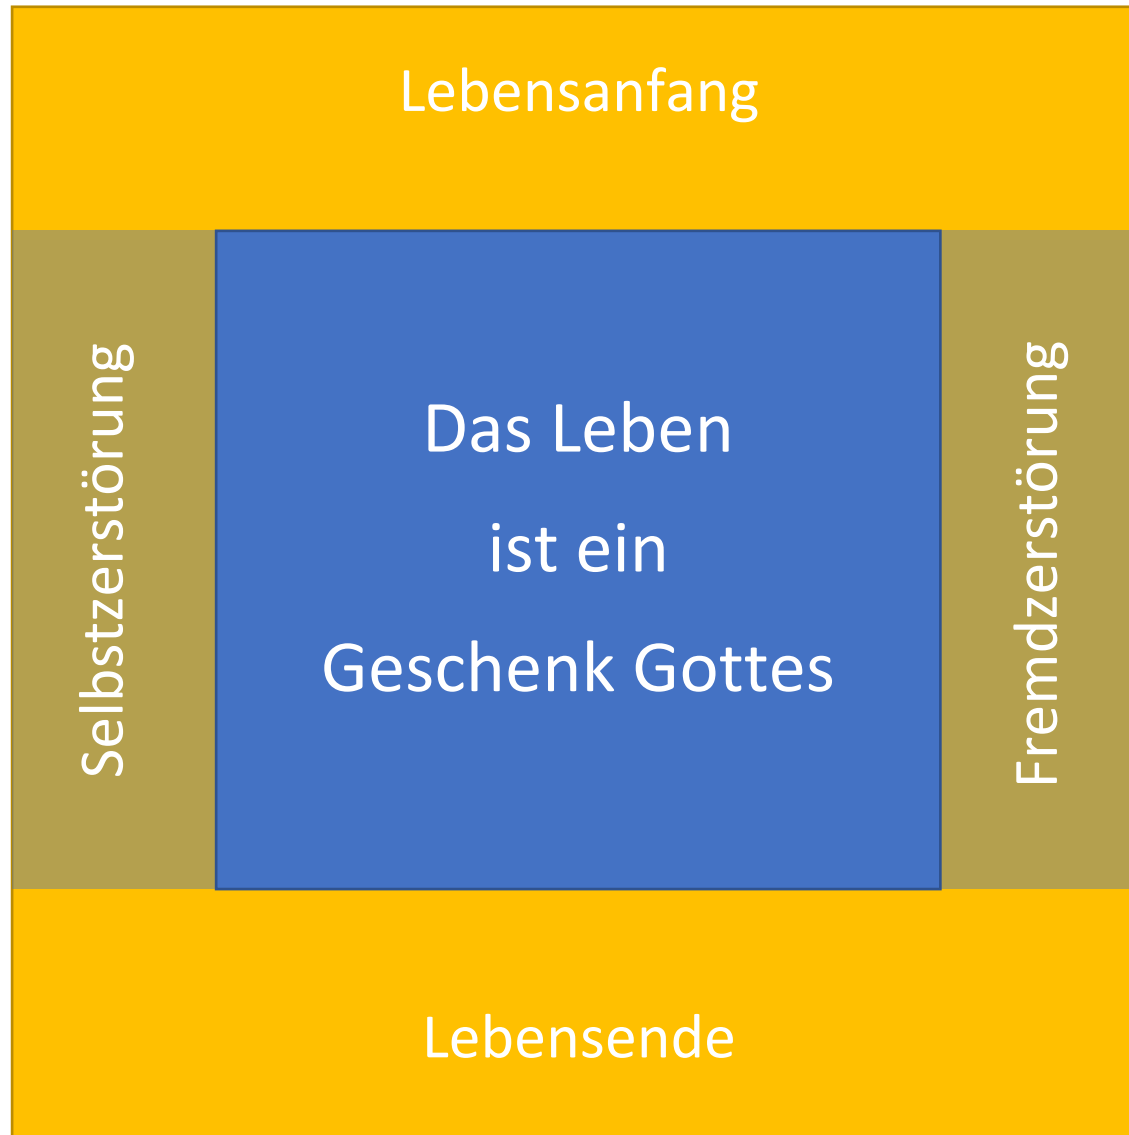 Lebensanfang
Selbstzerstörung
Das Leben
ist ein
Geschenk Gottes
Fremdzerstörung
Lebensende